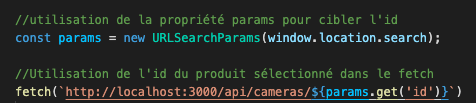 //utilisation de la propriété params pour cibler l'id
const params = new URLSearchParams(window.location.search);
//Utilisation de l'id du produit sélectionné dans le fetch
fetch(`http://localhost:3000/api/cameras/${params.get('id')}`)